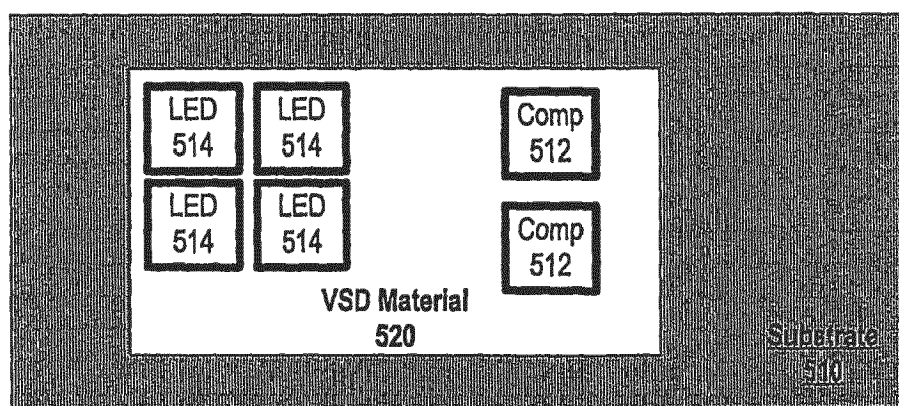 LED
514
LED
514
Comp
512
LED
514
LED
514
Comp
512
VSD Material
520
Substrate
510